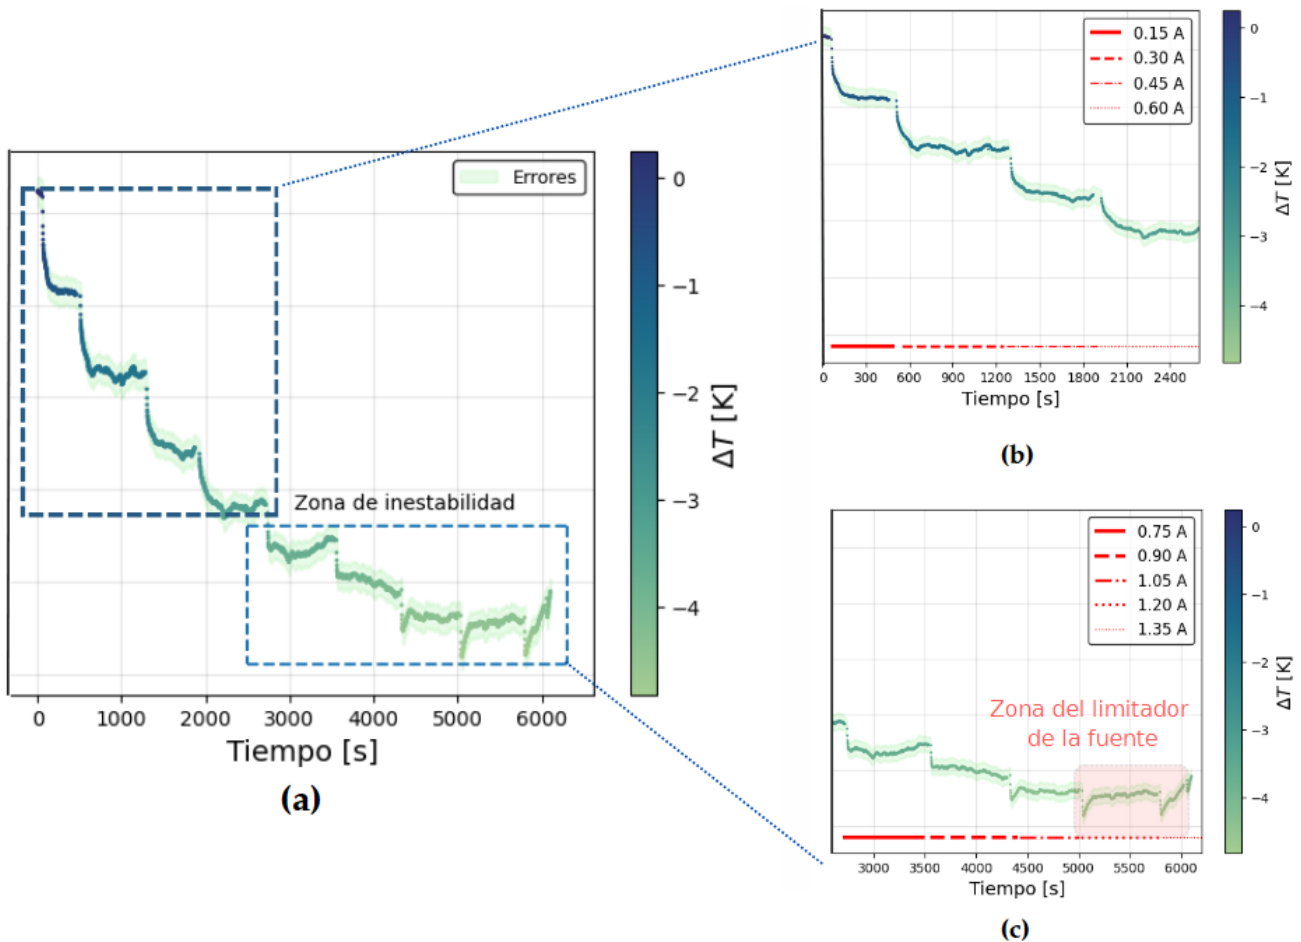 Errores
Zona de inestabilidad
0
1000
2000
3000
4000
5000
6000
Tiempo [s]
0
−1
−2
−3
−4
ΔT [K]
(a)
0.15 A
0.30 A
0.45 A
0.60 A
0
300
600
900
1200
1500
1800
2100
2400
Tiempo [s]
0
−1
−2
−3
−4
ΔT [K]
(b)
0.75 A
0.90 A
1.05 A
1.20 A
1.35 A
Zona del limitador
de la fuente
3000
3500
4000
4500
5000
5500
6000
Tiempo [s]
0
−1
−2
−3
−4
ΔT [K]
(c)